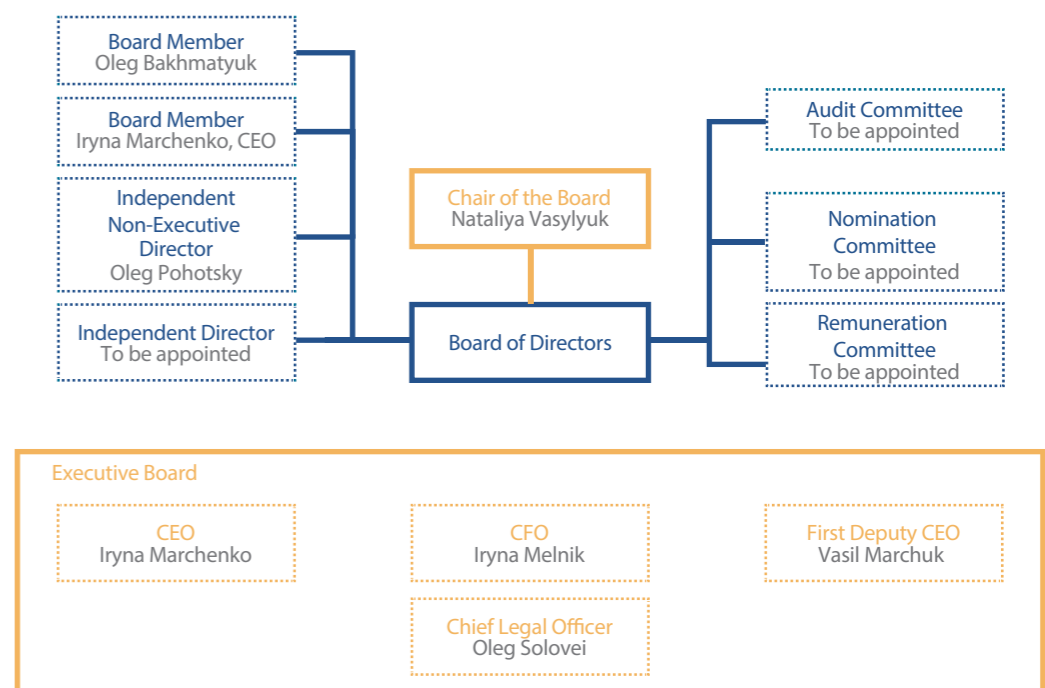 Board Member
Oleg Bakhmatyuk
Board Member
Iryna Marchenko, CEO
Independent
Non-Executive
Director
Oleg Pohotsky
Independent Director
To be appointed
Chair of the Board
Nataliya Vasylyuk
Board of Directors
Audit Committee
To be appointed
Nomination
Committee
To be appointed
Remuneration
Committee
To be appointed
Executive Board
CEO
Iryna Marchenko
CFO
Iryna Melnik
First Deputy CEO
Vasil Marchuk
Chief Legal Officer
Oleg Solovei